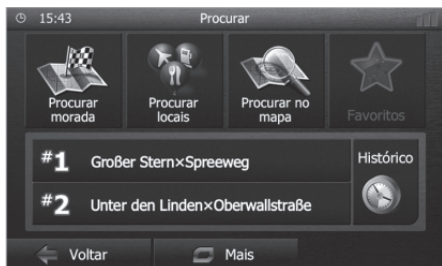 15:43 Procurar
Procurar morada
Procurar locais
Procurar no mapa
Favoritos
#1 Großer Stern×Spreeweg
Histórico
#2 Unter den Linden×Oberwallstraße
Voltar Mais